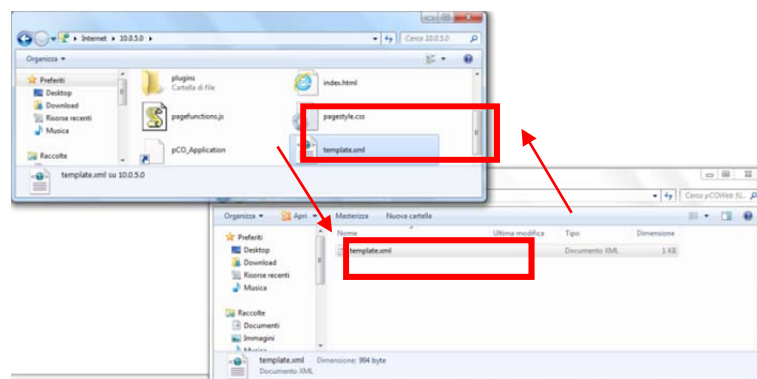 Internet
10.0.5.0
Cerca 10.0.5.0
Organizza
Preferiti
Desktop
Download
Risorse recenti
Musica
Raccolte
plugins
Cartella di file
index.html
pagefunctions.js
pagestyle.css
pCO_Application
template.xml
template.xml su 10.0.5.0
Cerca pCOWeb fil..
Organizza
Apri
Masterizza
Nuova cartella
Preferiti
Desktop
Download
Risorse recenti
Musica
Raccolte
Documenti
Immagini
Musica
Nome
Ultima modifica
Tipo
Dimensione
template.xml
Documento XML
1 KB
template.xml
Dimensione: 994 byte
Documento XML